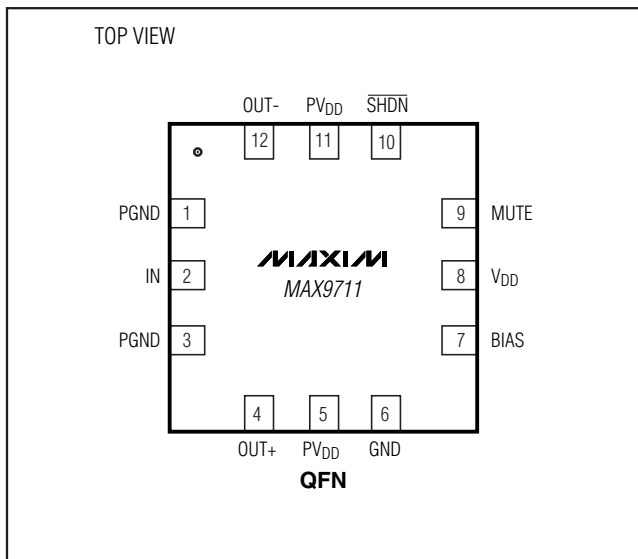 TOP VIEW
OUT- PVDD S̅H̅D̅N̅
12 11 10
PGND 1 9 MUTE
MAXIM
IN 2 8 VDD
MAX9711
PGND 3 7 BIAS
4 5 6
OUT+ PVDD GND
QFN